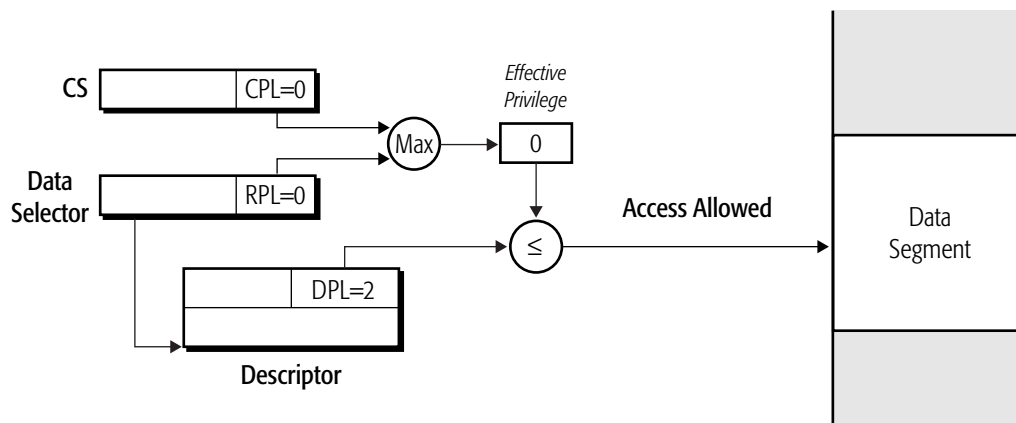 Effective
Privilege
CS
CPL=0
Max
0
Data
Selector
RPL=0
Access Allowed
Data
Segment
≤
DPL=2
Descriptor